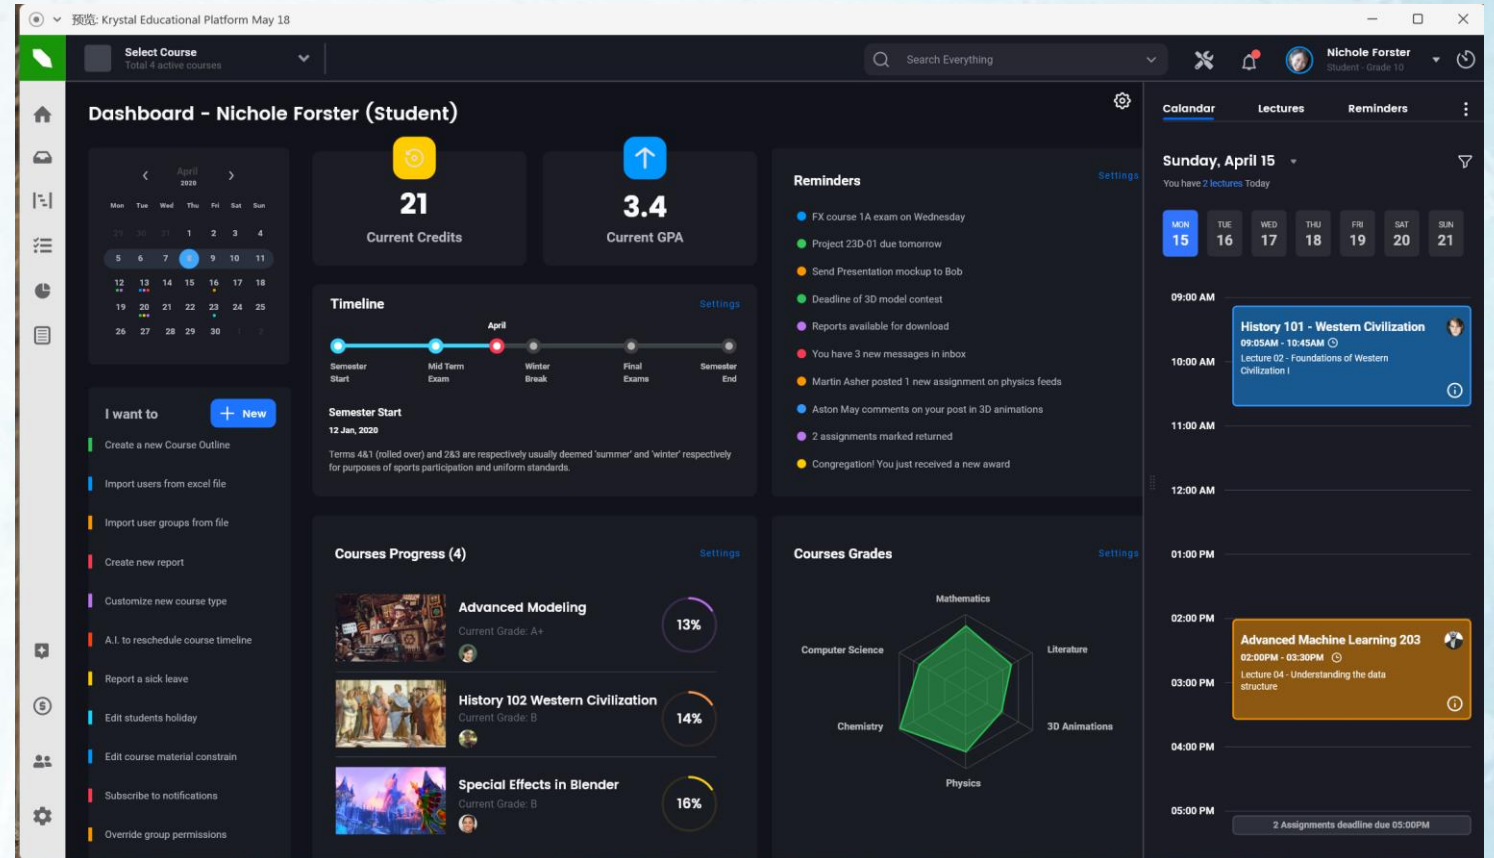 预览: Krystal Educational Platform May 18
Select Course
Total 4 active courses
Search Everything
Nichole Forster
Student - Grade 10
Dashboard - Nichole Forster (Student)
April
2020
Mon Tue Wed Thu Fri Sat Sun
29 30 31 1 2 3 4
5 6 7 8 9 10 11
12 13 14 15 16 17 18
19 20 21 22 23 24 25
26 27 28 29 30 1 2
I want to
New
Create a new Course Outline
Import users from excel file
Import user groups from file
Create new report
Customize new course type
A.I. to reschedule course timeline
Report a sick leave
Edit students holiday
Edit course material constrain
Subscribe to notifications
Override group permissions
21
Current Credits
3.4
Current GPA
Timeline
Settings
April
Semester Start
Mid Term Exam
Winter Break
Final Exams
Semester End
Semester Start
12 Jan, 2020
Terms 4&1 (rolled over) and 2&3 are respectively usually deemed 'summer' and 'winter' respectively
for purposes of sports participation and uniform standards.
Courses Progress (4)
Settings
Advanced Modeling
Current Grade: A+
13%
History 102 Western Civilization
Current Grade: B
14%
Special Effects in Blender
Current Grade: B
16%
Reminders
Settings
FX course 1A exam on Wednesday
Project 23D-01 due tomorrow
Send Presentation mockup to Bob
Deadline of 3D model contest
Reports available for download
You have 3 new messages in inbox
Martin Asher posted 1 new assignment on physics feeds
Aston May comments on your post in 3D animations
2 assignments marked returned
Congregation! You just received a new award
Courses Grades
Settings
Mathematics
Computer Science
Literature
Chemistry
3D Animations
Physics
Calandar
Lectures
Reminders
Sunday, April 15
You have 2 lectures Today
MON TUE WED THU FRI SAT SUN
15 16 17 18 19 20 21
09:00 AM
History 101 - Western Civilization
09:05AM - 10:45AM
Lecture 02 - Foundations of Western
Civilization I
10:00 AM
11:00 AM
12:00 AM
01:00 PM
02:00 PM
Advanced Machine Learning 203
02:00PM - 03:30PM
Lecture 04 - Understanding the data
structure
03:00 PM
04:00 PM
05:00 PM
2 Assignments deadline due 05:00PM